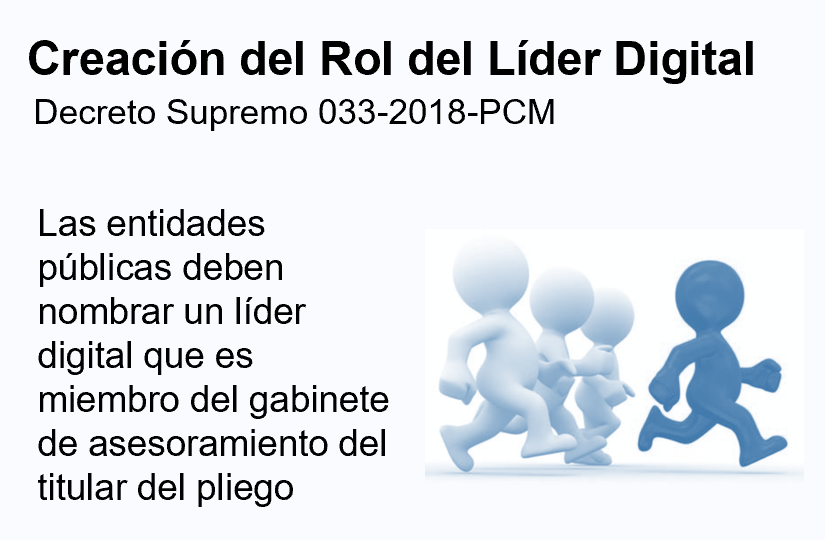 Creación del Rol del Líder Digital
Decreto Supremo 033-2018-PCM
Las entidades
públicas deben
nombrar un líder
digital que es
miembro del gabinete
de asesoramiento del
titular del pliego